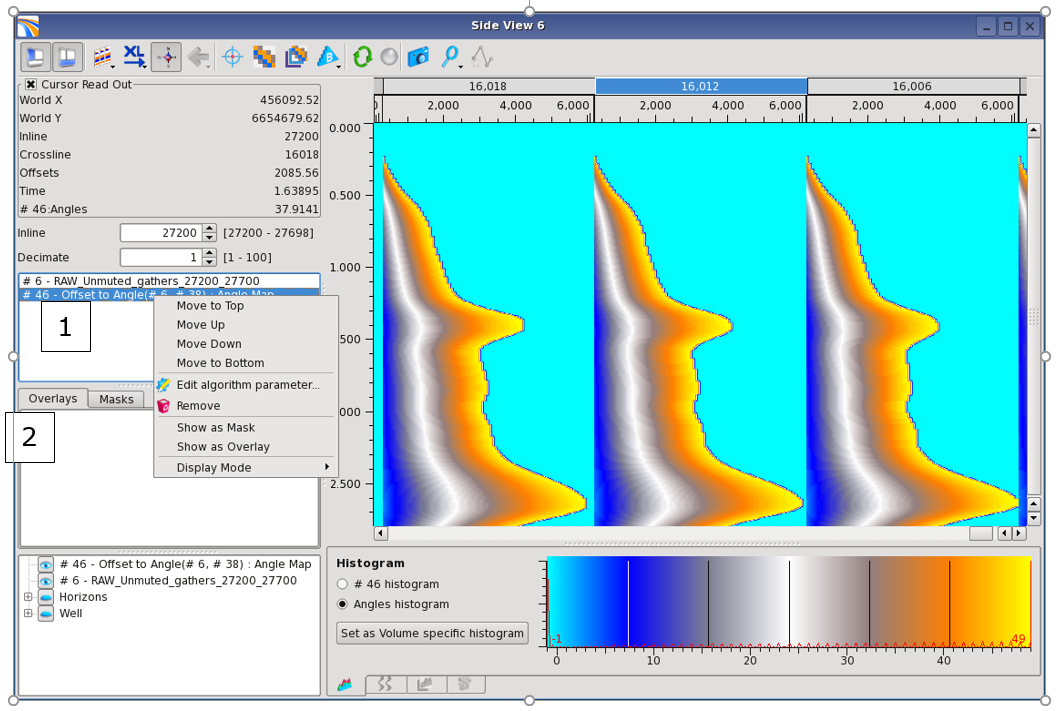 Side View 6
XL
Cursor Read Out
World X 456092.52
World Y 6654679.62
Inline 27200
Crossline 16018
Offsets 2085.56
Time 1.63895
# 46:Angles 37.9141
Inline 27200 [27200 - 27698]
Decimate 1 [1 - 100]
# 6 - RAW_Unmuted_gathers_27200_27700
# 46 - Offset to Angle(# 6, # 38) : Angle Map
1
Move to Top
Move Up
Move Down
Move to Bottom
Edit algorithm parameter...
Remove
Show as Mask
Show as Overlay
Display Mode
Overlays Masks
2
# 46 - Offset to Angle(# 6, # 38) : Angle Map
# 6 - RAW_Unmuted_gathers_27200_27700
Horizons
Well
16,018 16,012 16,006
0 2,000 4,000 6,000 2,000 4,000 6,000 2,000 4,000 6,000
0.000
0.500
1.000
500
000
2.500
Histogram
# 46 histogram
Angles histogram
Set as Volume specific histogram
-1 49
0 10 20 30 40